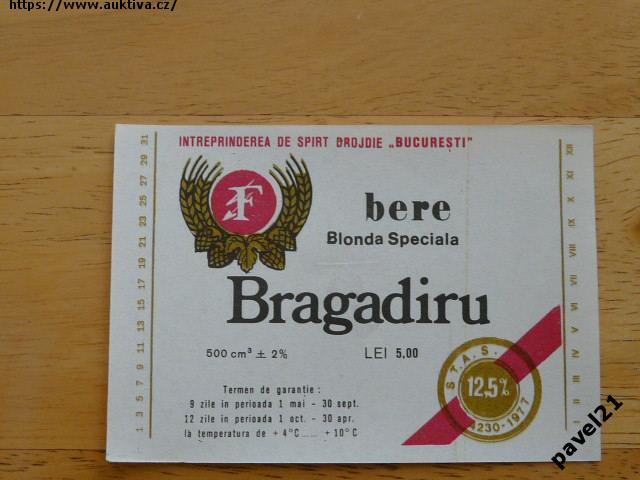 https://www.auktiva.cz/
INTREPRINDEREA DE SPIRT DROJDIE „BUCUREȘTI”
F
bere
Blonda Speciala
Bragadiru
500 cm³ ± 2% LEI 5,00
Termen de garantie :
9 zile in perioada 1 mai - 30 sept.
12 zile in perioada 1 oct. - 30 apr.
la temperatura de + 4°C ...... + 10°C
S.T.A.S.
12,5%
4230-1977
1 3 5 7 9 11 13 15 17 19 21 23 25 27 29 31
I II III IV V VI VII VIII IX X XI XII
pavel21